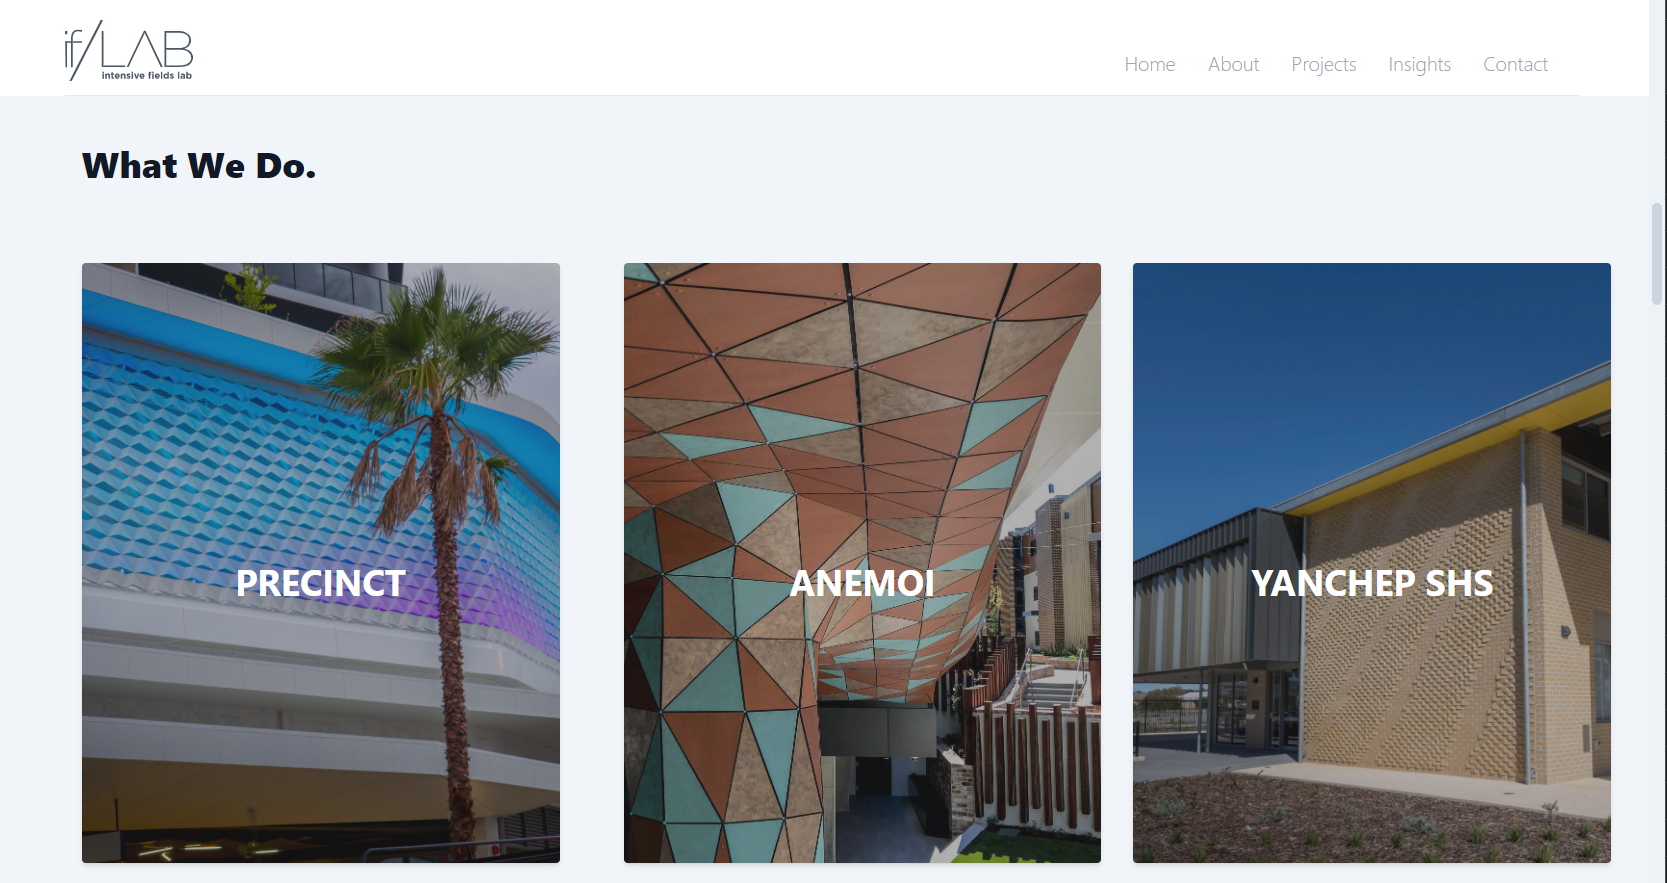 if/LAB
intensive fields lab
Home About Projects Insights Contact
What We Do.
PRECINCT
ANEMOI
YANCHEP SHS